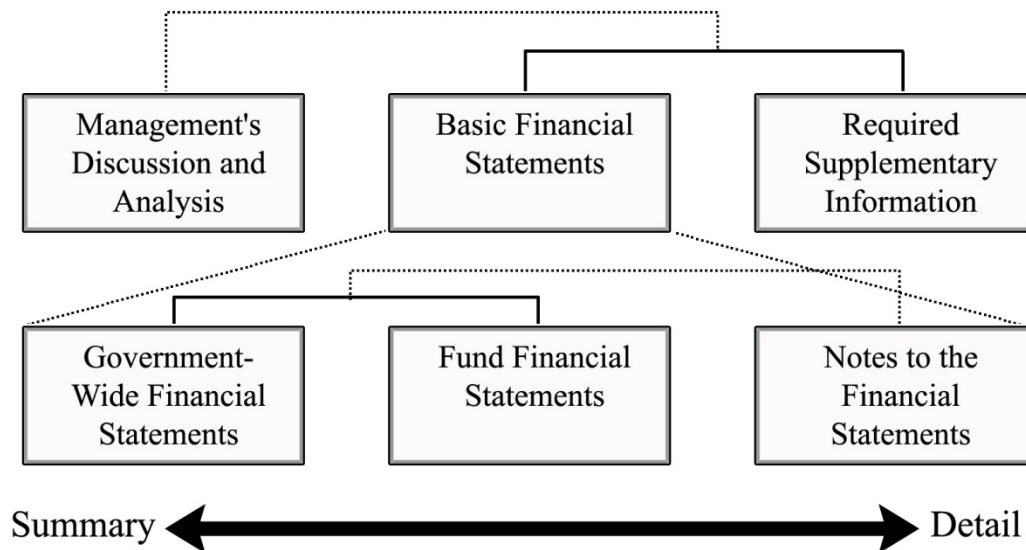 Management's
Discussion and
Analysis
Basic Financial
Statements
Required
Supplementary
Information
Government-
Wide Financial
Statements
Fund Financial
Statements
Notes to the
Financial
Statements
Summary
Detail